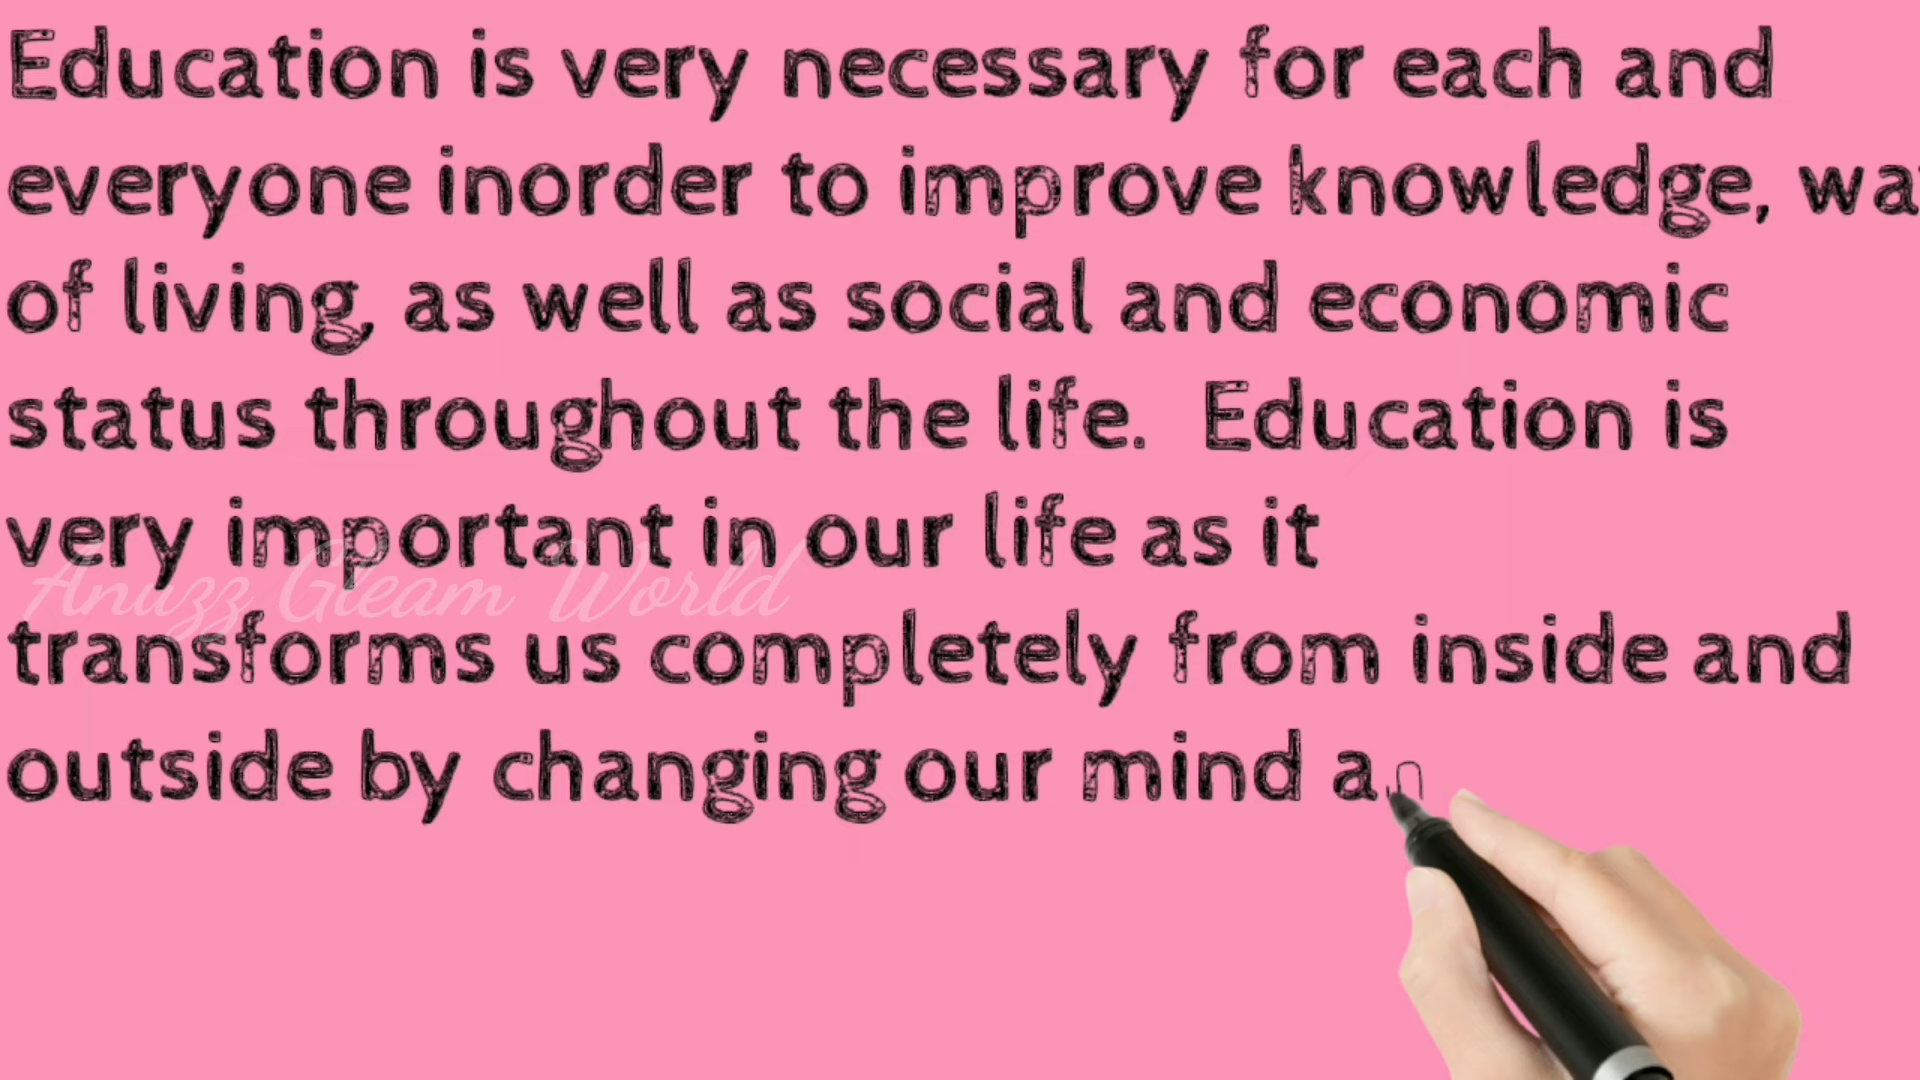 Education is very necessary for each and
everyone inorder to improve knowledge, wa
of living, as well as social and economic
status throughout the life.  Education is
very important in our life as it
Anuzz Gleam World
transforms us completely from inside and
outside by changing our mind an